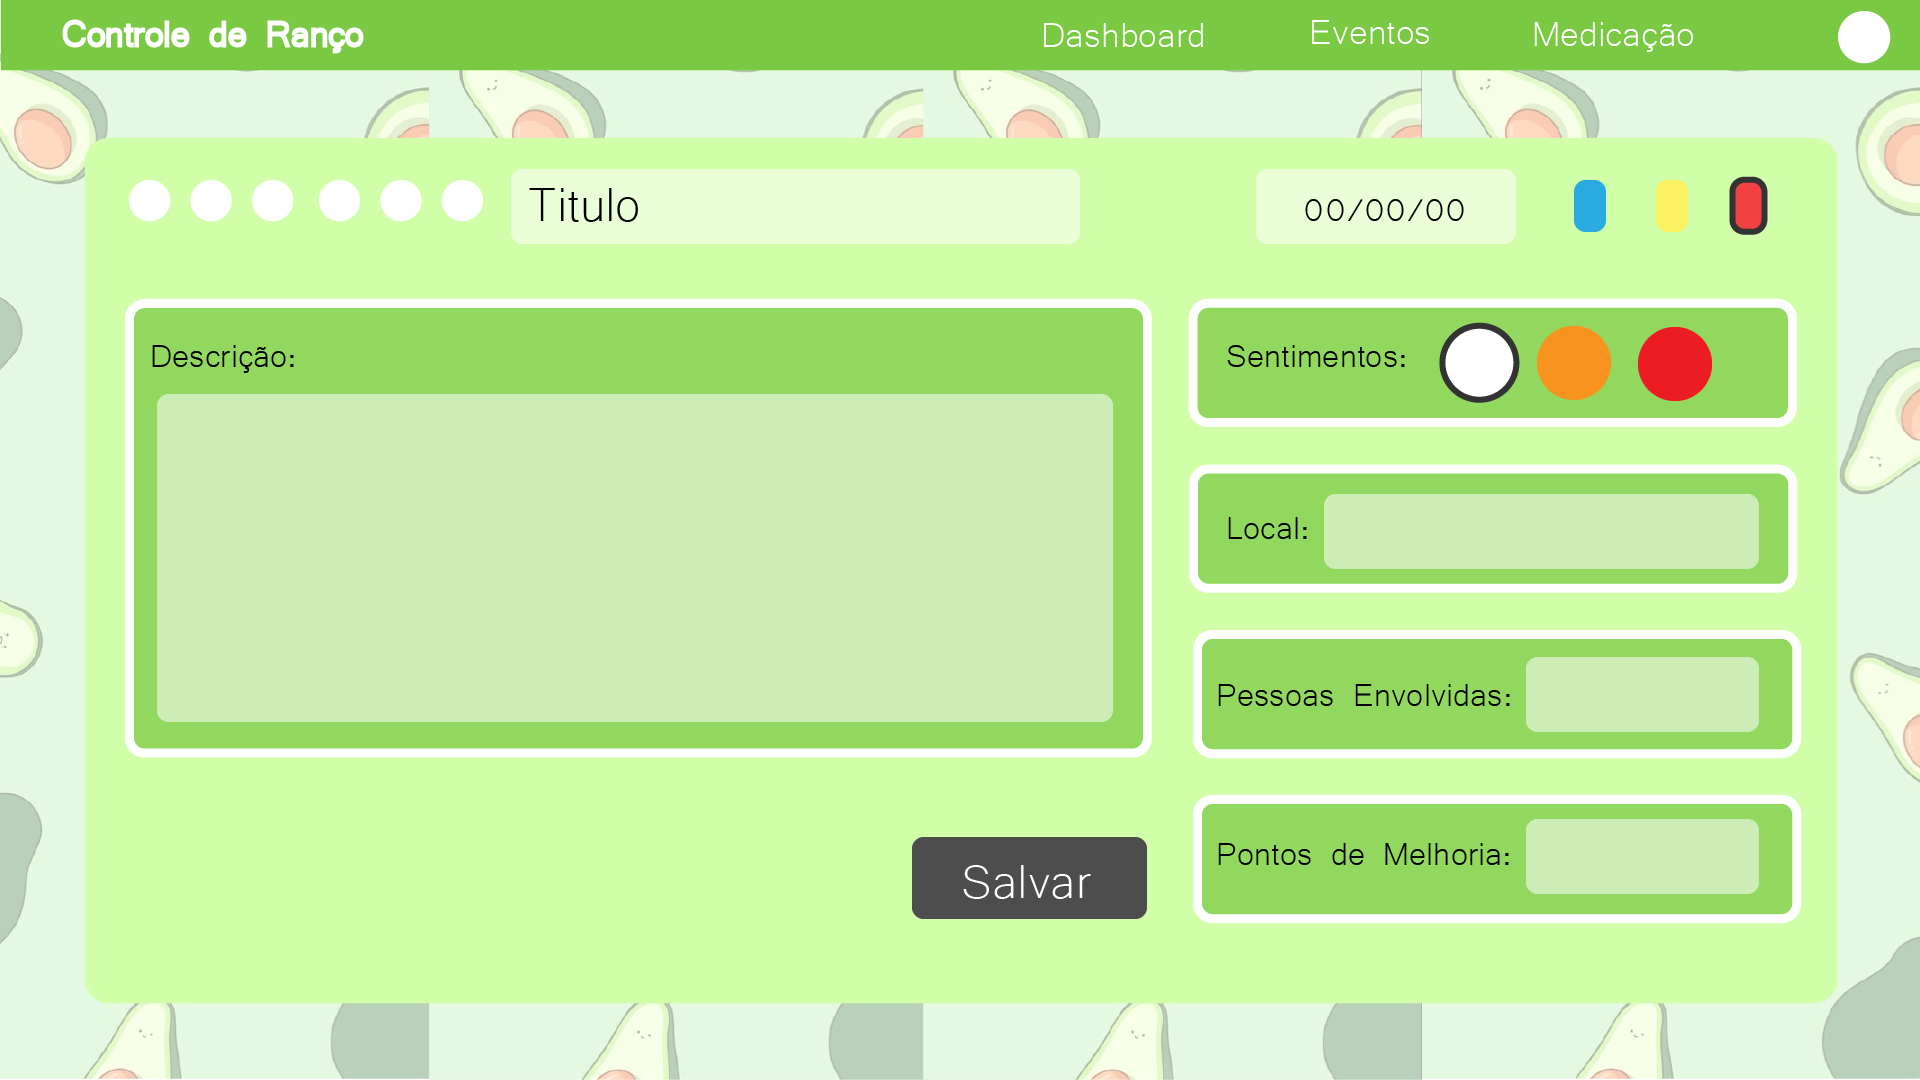 Controle de Ranço
Dashboard
Eventos
Medicação
Titulo
00/00/00
Descrição:
Sentimentos:
Local:
Pessoas Envolvidas:
Pontos de Melhoria:
Salvar